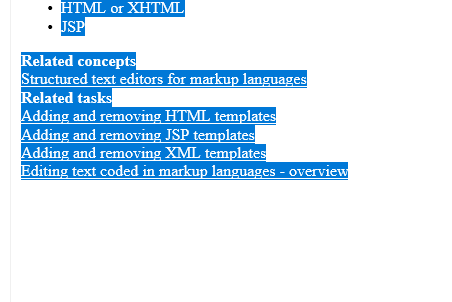 • HTML or XHTML
• JSP
Related concepts
Structured text editors for markup languages
Related tasks
Adding and removing HTML templates
Adding and removing JSP templates
Adding and removing XML templates
Editing text coded in markup languages - overview